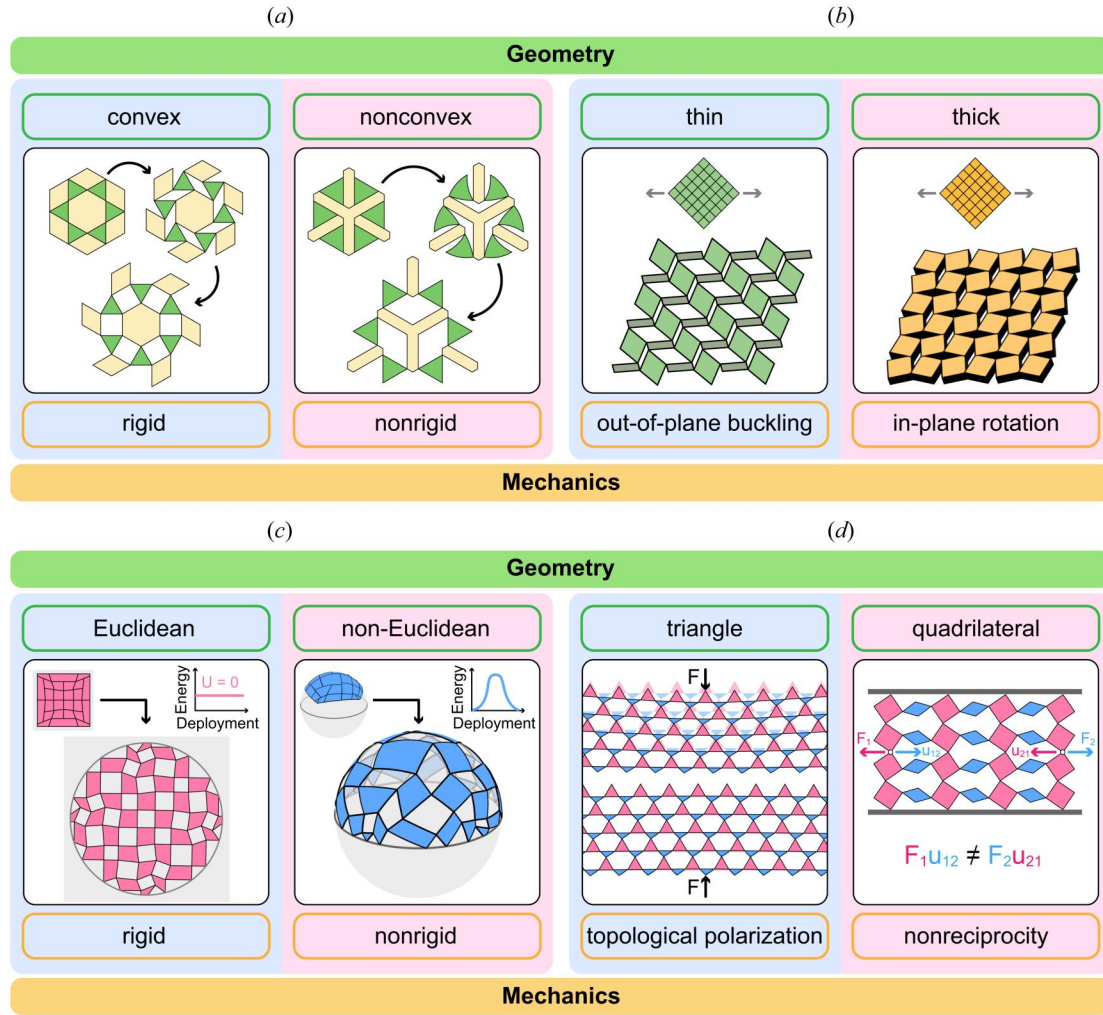 (a)
(b)
Geometry
convex
nonconvex
thin
thick
rigid
nonrigid
out-of-plane buckling
in-plane rotation
Mechanics
(c)
(d)
Geometry
Euclidean
non-Euclidean
triangle
quadrilateral
Energy
U = 0
Deployment
Energy
Deployment
F
F
F₁
u₁₂
u₂₁
F₂
F₁u₁₂ ≠ F₂u₂₁
rigid
nonrigid
topological polarization
nonreciprocity
Mechanics